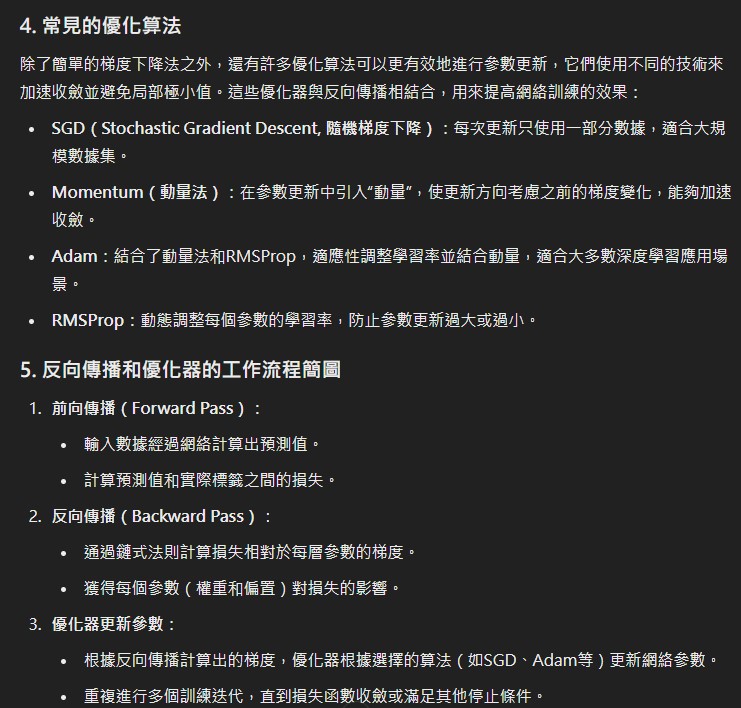 4. 常見的優化算法
除了簡單的梯度下降法之外，還有許多優化算法可以更有效地進行參數更新，它們使用不同的技術來
加速收斂並避免局部極小值。這些優化器與反向傳播相結合，用來提高網絡訓練的效果：
• SGD（Stochastic Gradient Descent, 隨機梯度下降）：每次更新只使用一部分數據，適合大規
模數據集。
• Momentum（動量法）：在參數更新中引入“動量”，使更新方向考慮之前的梯度變化，能夠加速
收斂。
• Adam：結合了動量法和RMSProp，適應性調整學習率並結合動量，適合大多數深度學習應用場
景。
• RMSProp：動態調整每個參數的學習率，防止參數更新過大或過小。
5. 反向傳播和優化器的工作流程簡圖
1. 前向傳播（Forward Pass）：
• 輸入數據經過網絡計算出預測值。
• 計算預測值和實際標籤之間的損失。
2. 反向傳播（Backward Pass）：
• 通過鏈式法則計算損失相對於每層參數的梯度。
• 獲得每個參數（權重和偏置）對損失的影響。
3. 優化器更新參數：
• 根據反向傳播計算出的梯度，優化器根據選擇的算法（如SGD、Adam等）更新網絡參數。
• 重複進行多個訓練迭代，直到損失函數收斂或滿足其他停止條件。